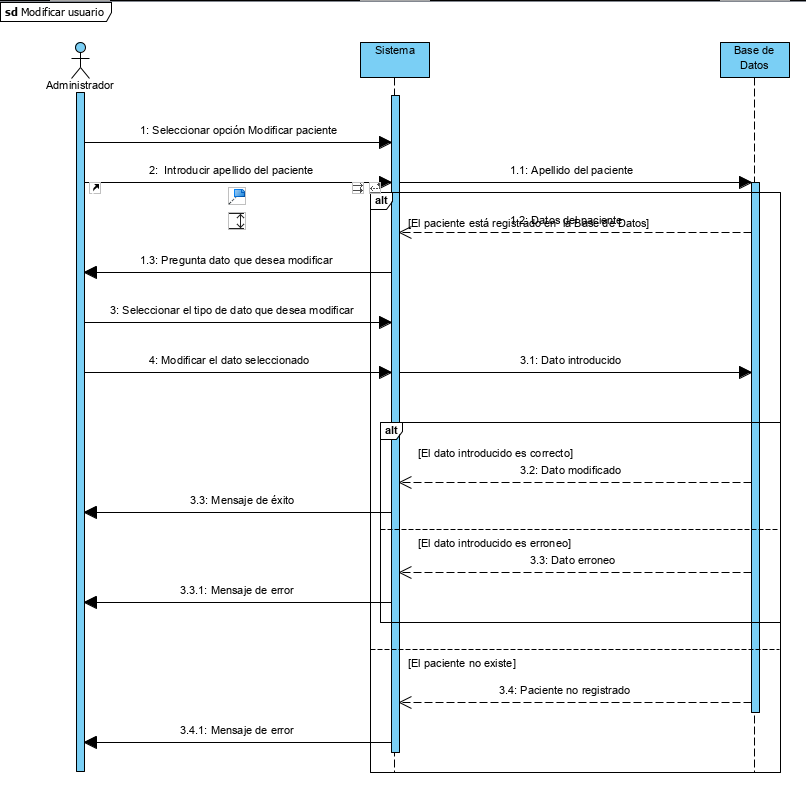 sd Modificar usuario
Sistema
Base de
Datos
Administrador
1: Seleccionar opción Modificar paciente
2: Introducir apellido del paciente
1.1: Apellido del paciente
alt
1.2: Datos del paciente
[El paciente está registrado en la Base de Datos]
1.3: Pregunta dato que desea modificar
3: Seleccionar el tipo de dato que desea modificar
4: Modificar el dato seleccionado
3.1: Dato introducido
alt
[El dato introducido es correcto]
3.2: Dato modificado
3.3: Mensaje de éxito
[El dato introducido es erroneo]
3.3: Dato erroneo
3.3.1: Mensaje de error
[El paciente no existe]
3.4: Paciente no registrado
3.4.1: Mensaje de error